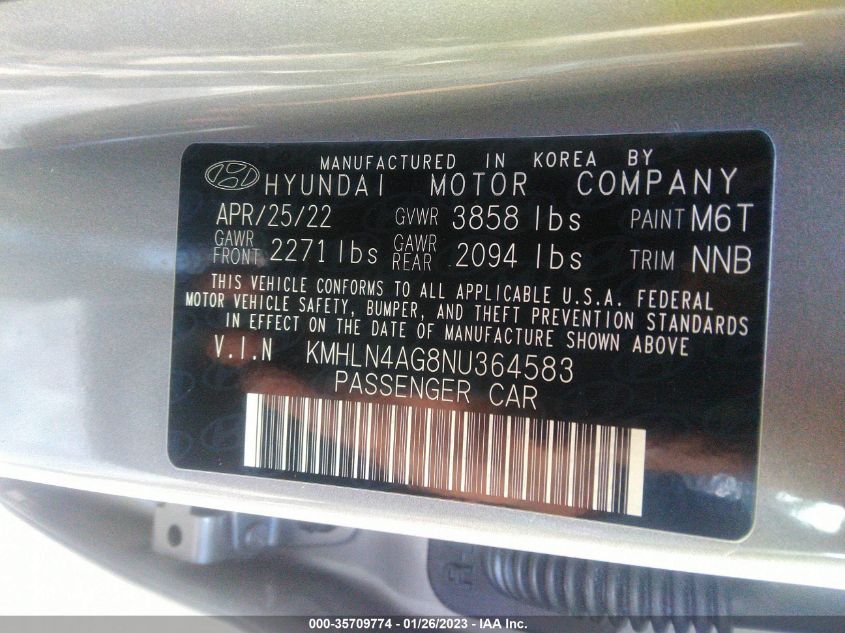 MANUFACTURED IN KOREA BY
HYUNDAI MOTOR COMPANY
APR/25/22 GVWR 3858 lbs PAINT M6T
GAWR FRONT 2271 lbs GAWR REAR 2094 lbs TRIM NNB
THIS VEHICLE CONFORMS TO ALL APPLICABLE U.S.A. FEDERAL
MOTOR VEHICLE SAFETY, BUMPER, AND THEFT PREVENTION STANDARDS
IN EFFECT ON THE DATE OF MANUFACTURE SHOWN ABOVE
V.I.N KMHLN4AG8NU364583
PASSENGER CAR
000-35709774 - 01/26/2023 - IAA Inc.